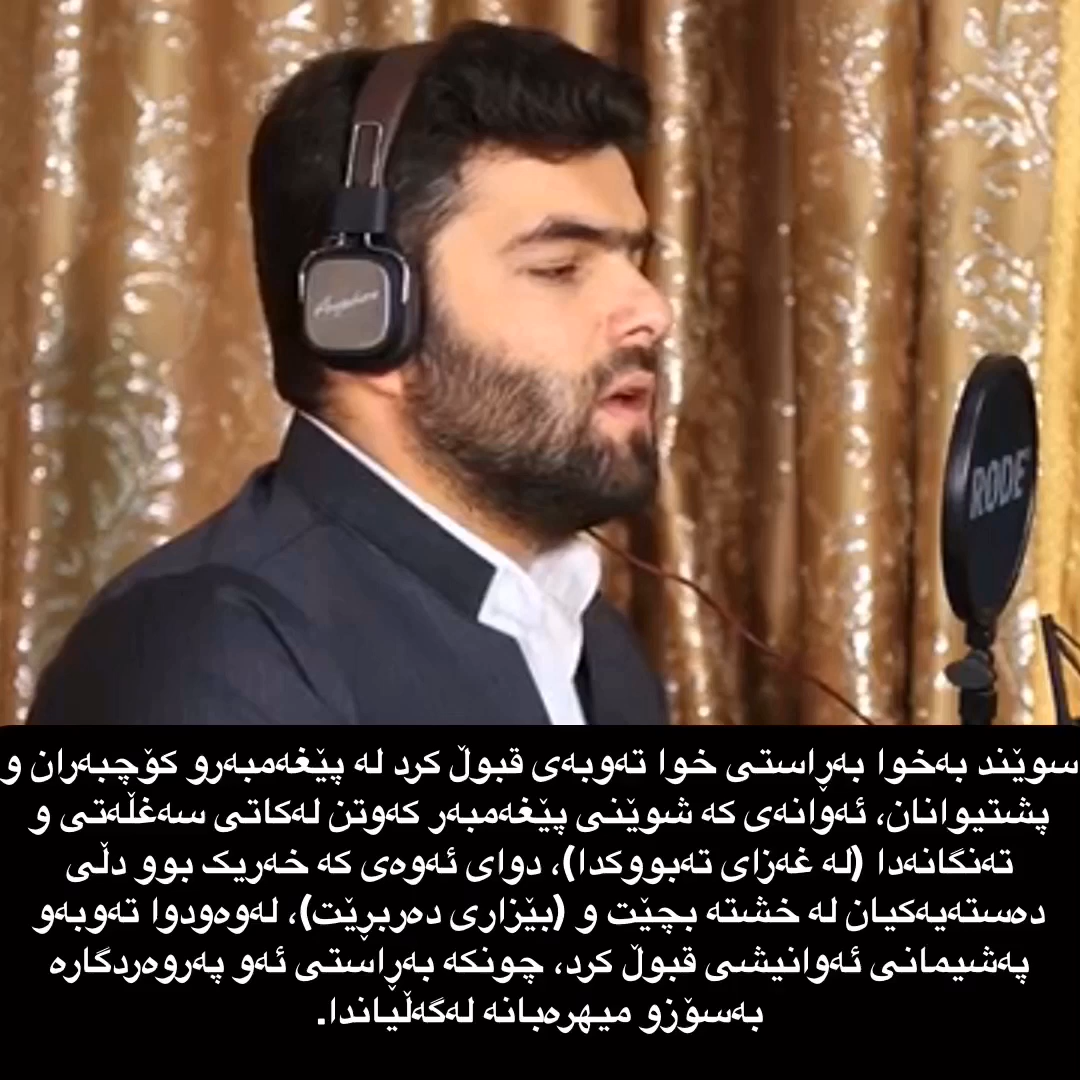 RODE
سوێند بەخوا بەڕاستی خوا تەوبەی قبوڵ کرد لە پێغەمبەرو کۆچبەران و
پشتیوانان، ئەوانەی کە شوێنی پێغەمبەر کەوتن لەکاتی سەغڵەتی و
تەنگانەدا (لە غەزای تەبووکدا)، دوای ئەوەی کە خەریک بوو دڵی
دەستەیەکیان لە خشتە بچێت و (بێزاری دەربڕێت)، لەوەودوا تەوبەو
پەشیمانی ئەوانیشی قبوڵ کرد، چونکە بەڕاستی ئەو پەروەردگارە
بەسۆزو میهرەبانە لەگەڵیاندا.